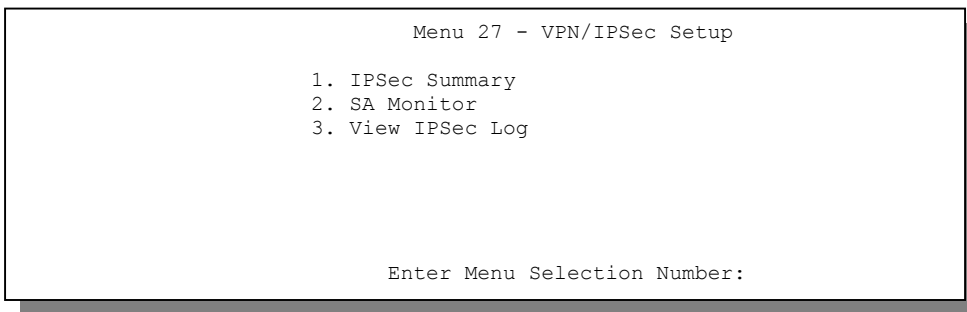 Menu 27 - VPN/IPSec Setup
1. IPSec Summary
2. SA Monitor
3. View IPSec Log
Enter Menu Selection Number: